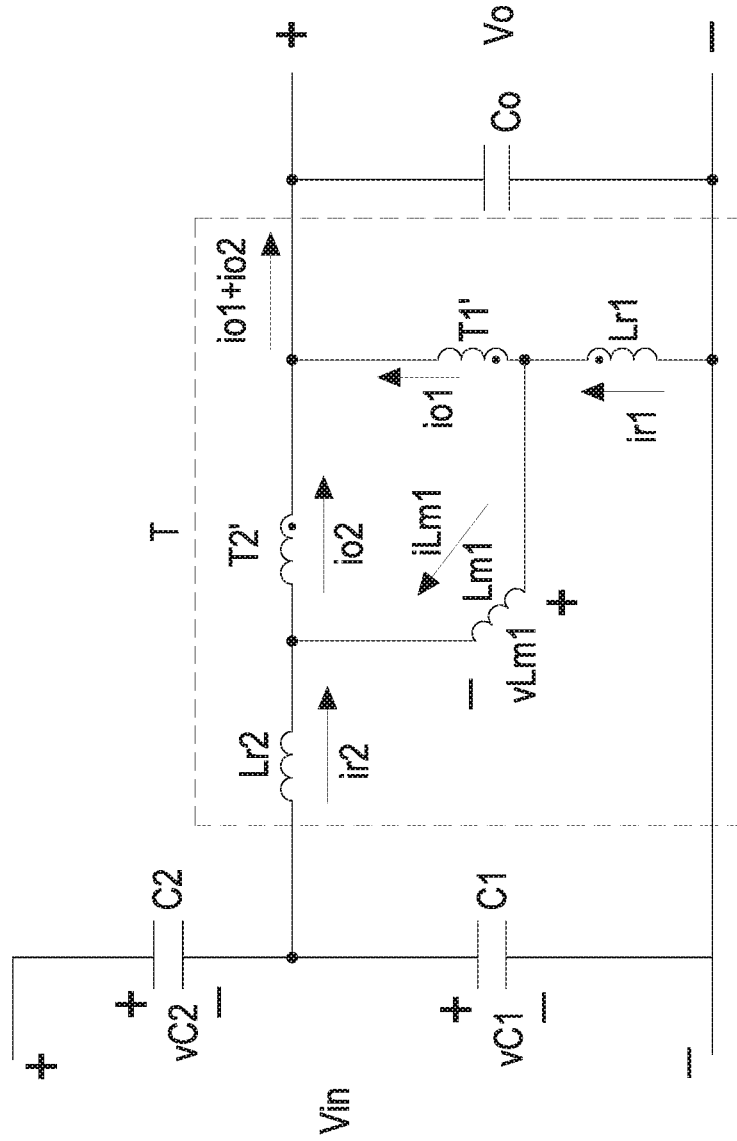 +
Vin
−
+
vC2
−
C2
+
vC1
−
C1
T
Lr2
ir2
T2'
io2
−
vLm1
+
Lm1
iLm1
io1
T1'
ir1
Lr1
io1+io2
Co
+
Vo
−